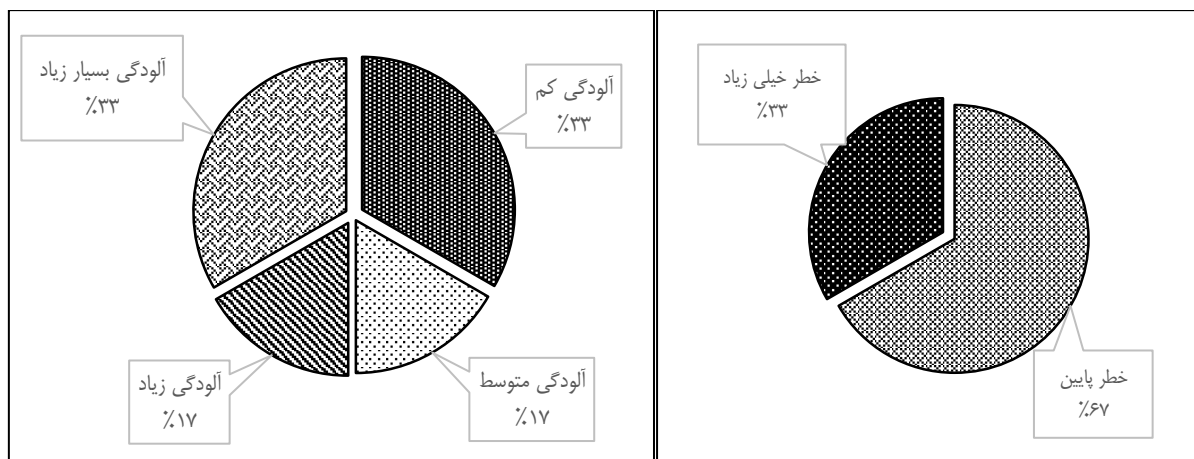 آلودگی بسیار زیاد
٪۳۳
آلودگی کم
٪۳۳
آلودگی زیاد
٪۱۷
آلودگی متوسط
٪۱۷
خطر خیلی زیاد
٪۳۳
خطر پایین
٪۶۷